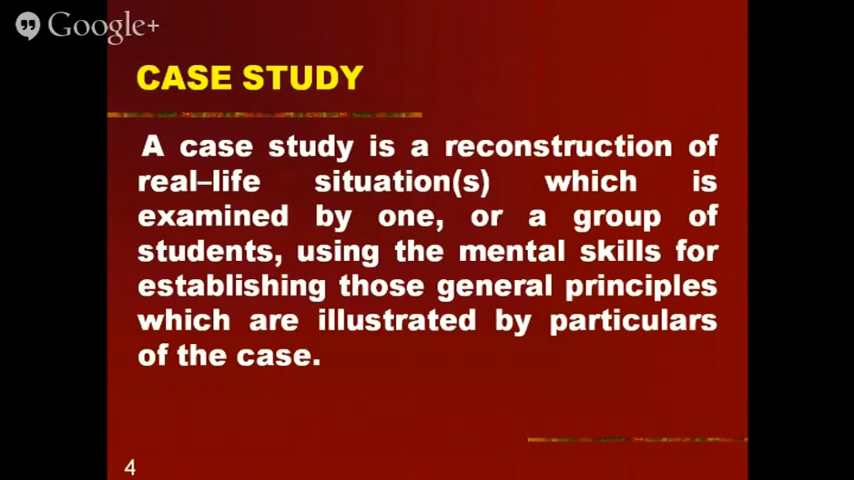 Google+
CASE STUDY
A case study is a reconstruction of
real–life situation(s) which is
examined by one, or a group of
students, using the mental skills for
establishing those general principles
which are illustrated by particulars
of the case.
4